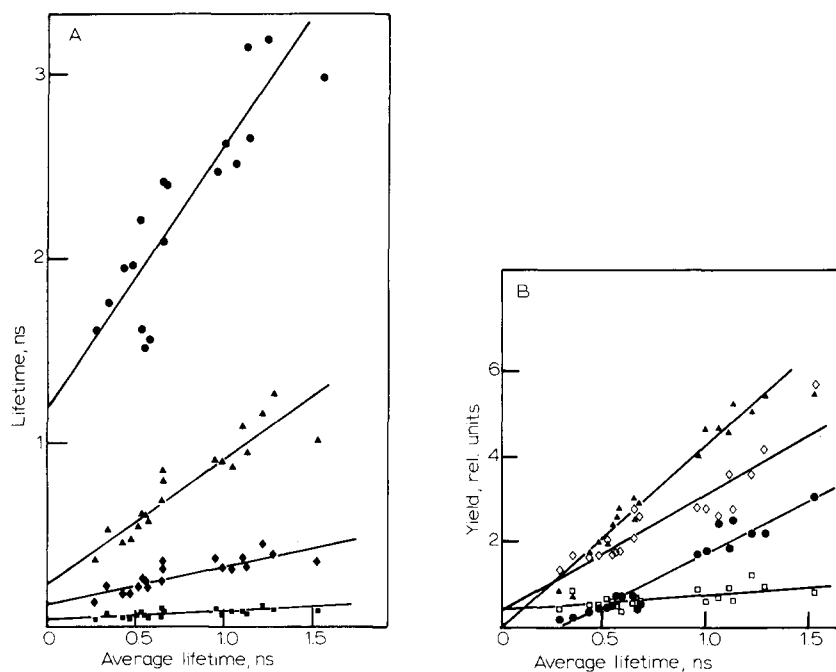 A
3
2
1
Lifetime, ns
0 0.5 1.0 1.5
Average lifetime, ns
B
6
4
2
Yield, rel. units
0 0.5 1.0 1.5
Average lifetime, ns